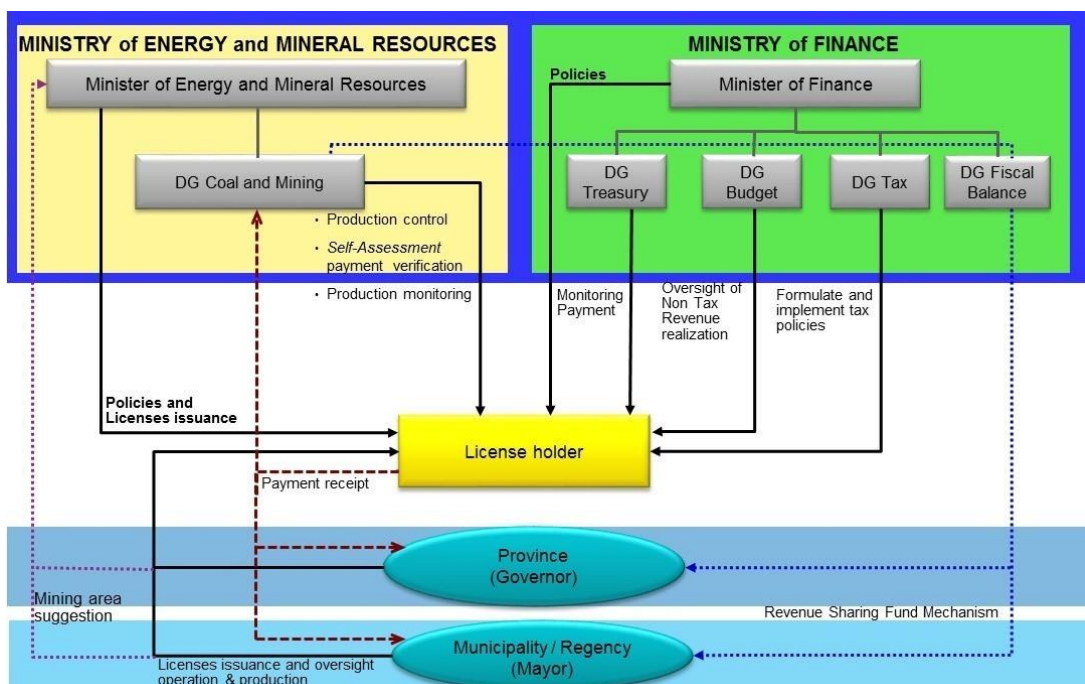 MINISTRY of ENERGY and MINERAL RESOURCES
MINISTRY of FINANCE
Minister of Energy and Mineral Resources
Policies
Minister of Finance
DG Coal and Mining
DG
Treasury
DG
Budget
DG Tax
DG Fiscal
Balance
• Production control
• Self-Assessment
payment verification
• Production monitoring
Monitoring
Payment
Oversight of
Non Tax
Revenue
realization
Formulate and
implement tax
policies
Policies and
Licenses issuance
License holder
Payment receipt
Province
(Governor)
Mining area
suggestion
Revenue Sharing Fund Mechanism
Municipality / Regency
(Mayor)
Licenses issuance and oversight
operation & production